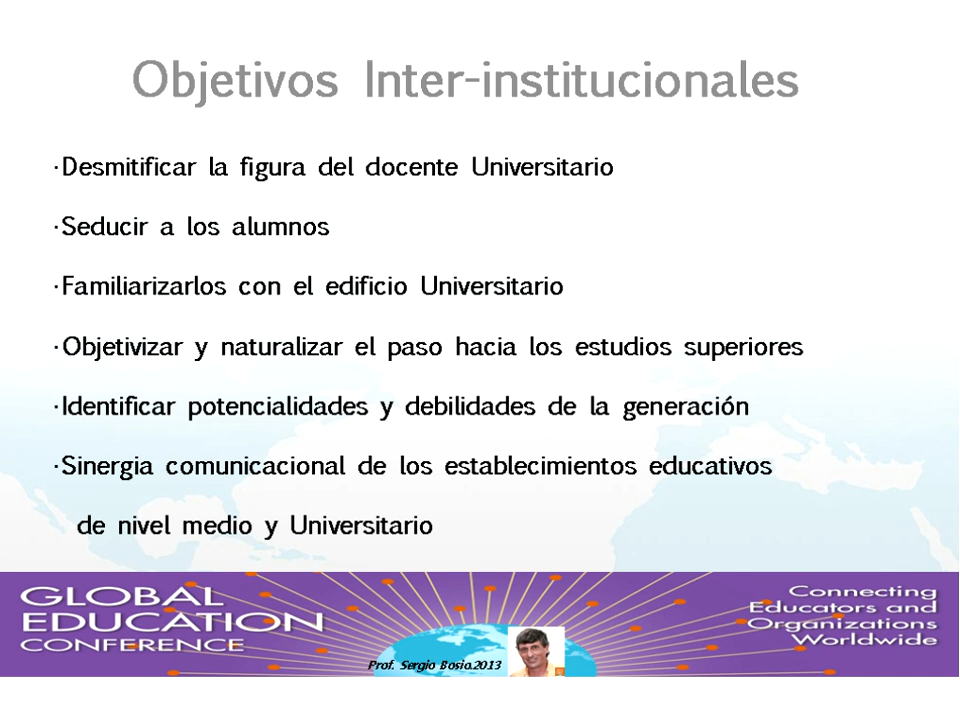 Objetivos Inter-institucionales
·Desmitificar la figura del docente Universitario
·Seducir a los alumnos
·Familiarizarlos con el edificio Universitario
·Objetivizar y naturalizar el paso hacia los estudios superiores
·Identificar potencialidades y debilidades de la generación
·Sinergia comunicacional de los establecimientos educativos
de nivel medio y Universitario
GLOBAL
EDUCATION
CONFERENCE
Connecting
Educators and
Organizations
Worldwide
Prof. Sergio Bosio.2013